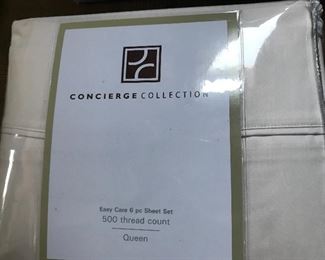 CONCIERGE COLLECTION
Easy Care 6 pc Sheet Set
500 thread count
Queen